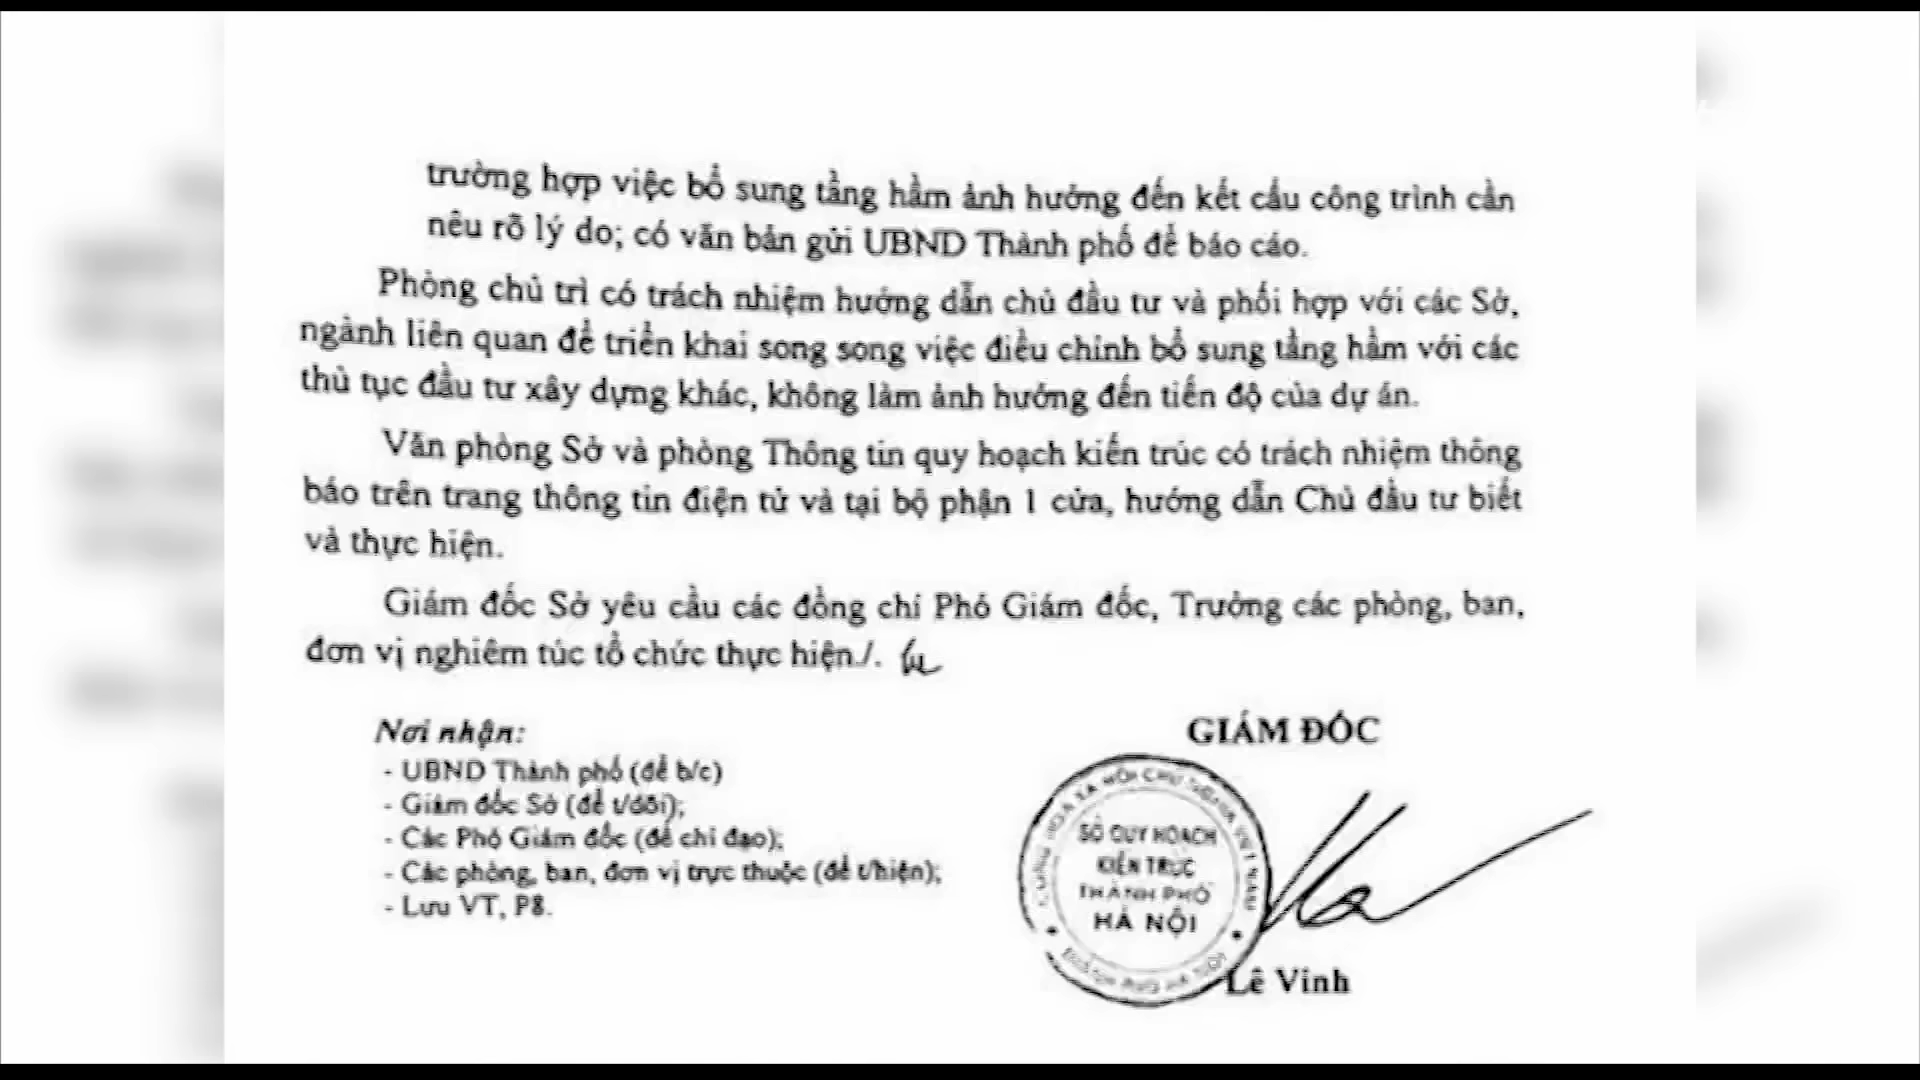 trường hợp việc bổ sung tầng hầm ảnh hưởng đến kết cấu công trình cần
nêu rõ lý do; có văn bản gửi UBND Thành phố để báo cáo.
Phòng chủ trì có trách nhiệm hướng dẫn chủ đầu tư và phối hợp với các Sở,
ngành liên quan để triển khai song song việc điều chỉnh bổ sung tầng hầm với các
thủ tục đầu tư xây dựng khác, không làm ảnh hưởng đến tiến độ của dự án.
Văn phòng Sở và phòng Thông tin quy hoạch kiến trúc có trách nhiệm thông
báo trên trang thông tin điện tử và tại bộ phận 1 cửa, hướng dẫn Chủ đầu tư biết
và thực hiện.
Giám đốc Sở yêu cầu các đồng chí Phó Giám đốc, Trưởng các phòng, ban,
đơn vị nghiêm túc tổ chức thực hiện./.
Nơi nhận:
- UBND Thành phố (để b/c)
- Giám đốc Sở (để t/dõi);
- Các Phó Giám đốc (để chỉ đạo);
- Các phòng, ban, đơn vị trực thuộc (để t/hiện);
- Lưu VT, P8.
GIÁM ĐỐC
SỞ QUY HOẠCH
KIẾN TRÚC
THÀNH PHỐ
HÀ NỘI
Lê Vinh